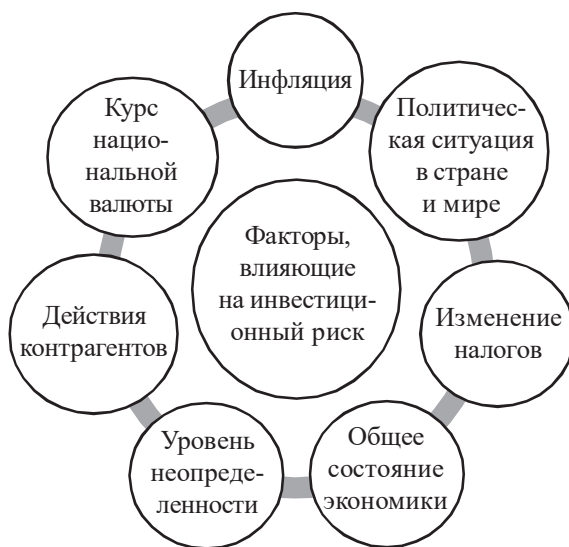 Инфляция
Политичес-
кая ситуация
в стране
и мире
Изменение
налогов
Общее
состояние
экономики
Уровень
неопреде-
ленности
Действия
контрагентов
Курс
нацио-
нальной
валюты
Факторы,
влияющие
на инвестици-
онный риск